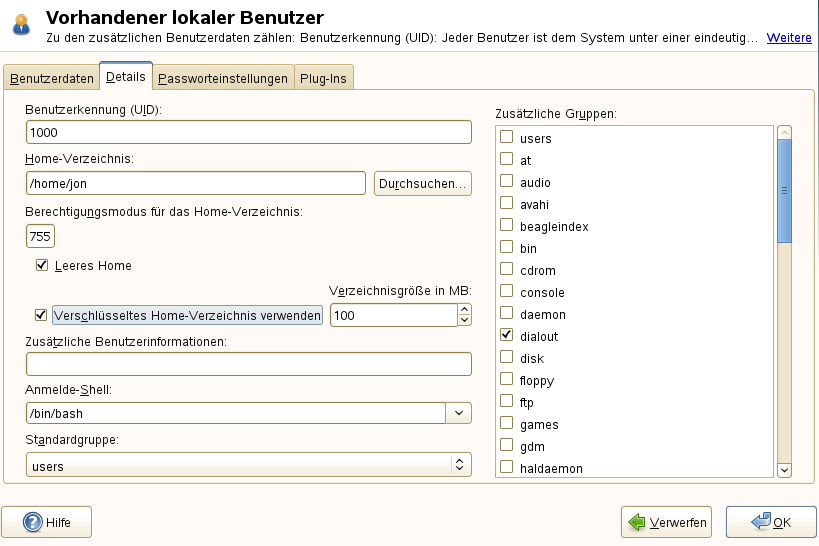 Vorhandener lokaler Benutzer
Zu den zusätzlichen Benutzerdaten zählen: Benutzerkennung (UID): Jeder Benutzer ist dem System unter einer eindeutig... Weitere
Benutzerdaten Details Passworteinstellungen Plug-Ins
Benutzerkennung (UID):
1000
Home-Verzeichnis:
/home/jon Durchsuchen...
Berechtigungsmodus für das Home-Verzeichnis:
755
Leeres Home
Verzeichnisgröße in MB:
Verschlüsseltes Home-Verzeichnis verwenden 100
Zusätzliche Benutzerinformationen:
Anmelde-Shell:
/bin/bash
Standardgruppe:
users
Zusätzliche Gruppen:
users
at
audio
avahi
beagleindex
bin
cdrom
console
daemon
dialout
disk
floppy
ftp
games
gdm
haldaemon
Hilfe Verwerfen OK